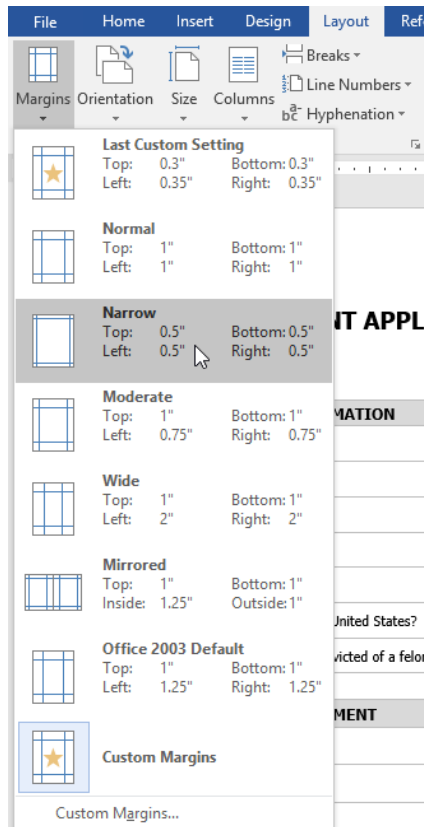 File Home Insert Design Layout Ref
Breaks
Margins Orientation Size Columns Line Numbers
Hyphenation
Last Custom Setting
Top: 0.3" Bottom: 0.3"
Left: 0.35" Right: 0.35"
Normal
Top: 1" Bottom: 1"
Left: 1" Right: 1"
Narrow
Top: 0.5" Bottom: 0.5"
Left: 0.5" Right: 0.5"
NT APPL
Moderate
Top: 1" Bottom: 1"
Left: 0.75" Right: 0.75"
MATION
Wide
Top: 1" Bottom: 1"
Left: 2" Right: 2"
Mirrored
Top: 1" Bottom: 1"
Inside: 1.25" Outside: 1"
United States?
Office 2003 Default
Top: 1" Bottom: 1"
Left: 1.25" Right: 1.25"
victed of a felo
MENT
Custom Margins
Custom Margins...